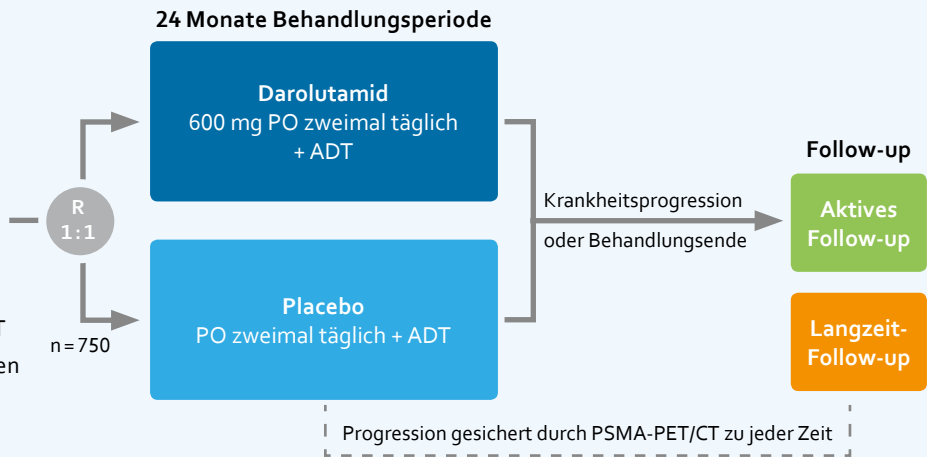 24 Monate Behandlungsperiode
Darolutamid
600 mg PO zweimal täglich
+ ADT
R
1:1
n = 750
T
en
Placebo
PO zweimal täglich + ADT
Krankheitsprogression
oder Behandlungsende
Follow-up
Aktives
Follow-up
Langzeit-
Follow-up
Progression gesichert durch PSMA-PET/CT zu jeder Zeit